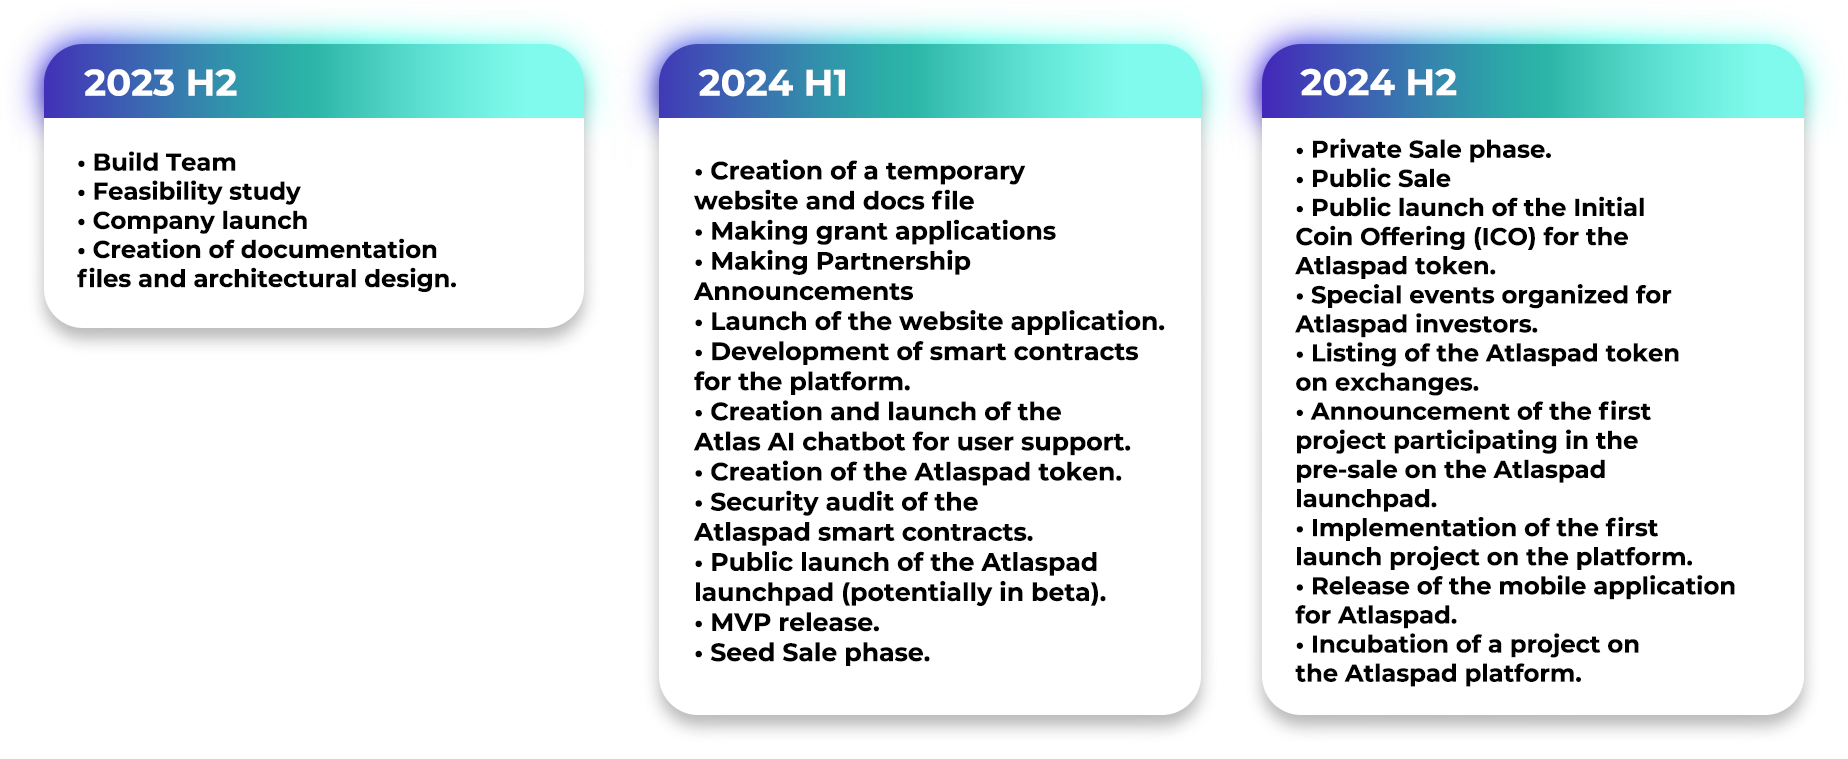 2023 H2
• Build Team
• Feasibility study
• Company launch
• Creation of documentation
files and architectural design.
2024 H1
• Creation of a temporary
website and docs file
• Making grant applications
• Making Partnership
Announcements
• Launch of the website application.
• Development of smart contracts
for the platform.
• Creation and launch of the
Atlas AI chatbot for user support.
• Creation of the Atlaspad token.
• Security audit of the
Atlaspad smart contracts.
• Public launch of the Atlaspad
launchpad (potentially in beta).
• MVP release.
• Seed Sale phase.
2024 H2
• Private Sale phase.
• Public Sale
• Public launch of the Initial
Coin Offering (ICO) for the
Atlaspad token.
• Special events organized for
Atlaspad investors.
• Listing of the Atlaspad token
on exchanges.
• Announcement of the first
project participating in the
pre-sale on the Atlaspad
launchpad.
• Implementation of the first
launch project on the platform.
• Release of the mobile application
for Atlaspad.
• Incubation of a project on
the Atlaspad platform.